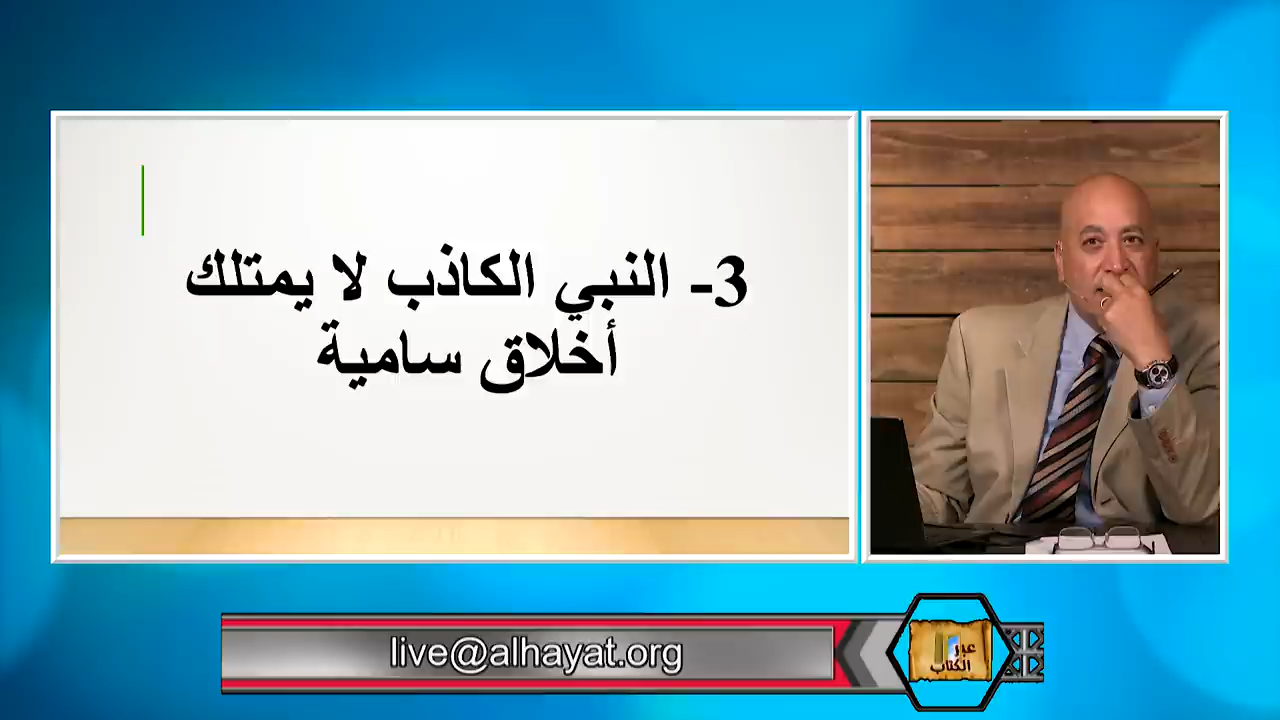 3- النبي الكاذب لا يمتلك
أخلاق سامية
live@alhayat.org
عبر
الكتاب